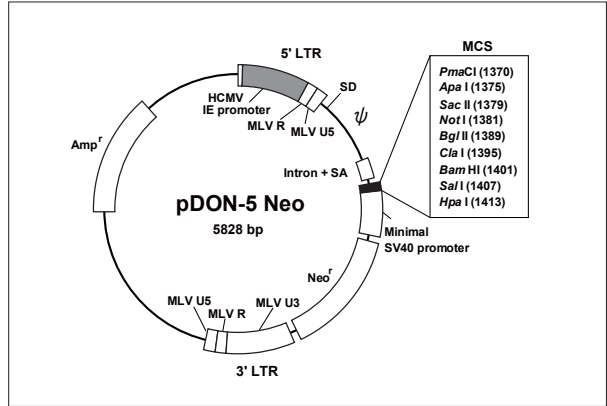 5' LTR
HCMV
IE promoter
MLV R
MLV U5
SD
ψ
Intron + SA
MCS
PmaCI (1370)
Apa I (1375)
Sac II (1379)
Not I (1381)
Bgl II (1389)
Cla I (1395)
Bam HI (1401)
Sal I (1407)
Hpa I (1413)
Amp r
pDON-5 Neo
5828 bp
Minimal
SV40 promoter
Neo r
MLV U5
MLV R
MLV U3
3' LTR